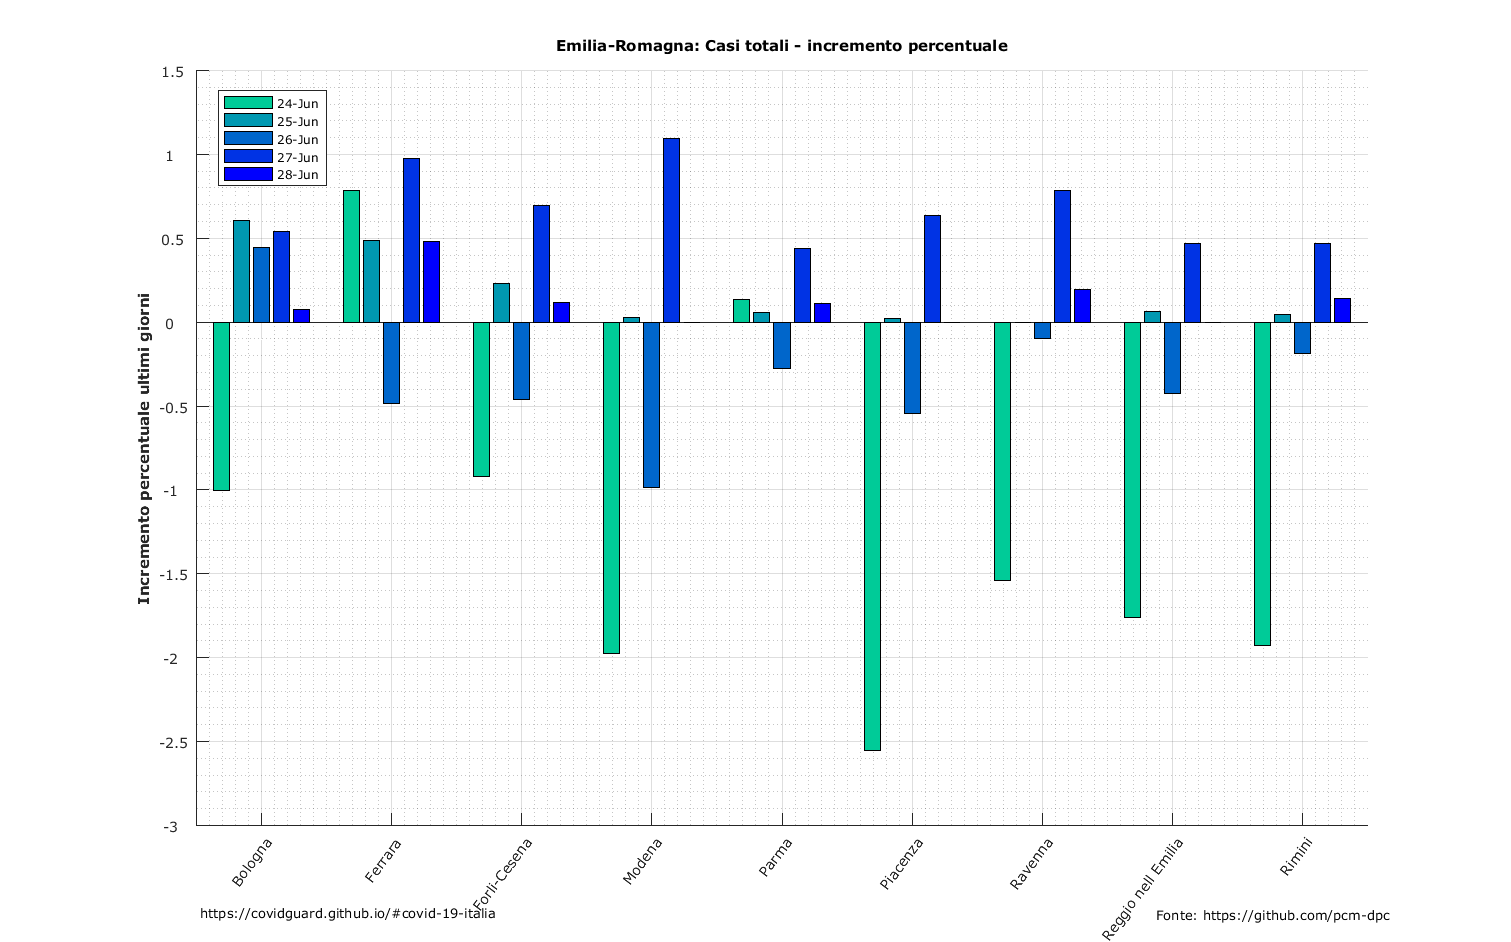 Emilia-Romagna: Casi totali - incremento percentuale
1.5
1
0.5
0
-0.5
-1
-1.5
-2
-2.5
-3
Incremento percentuale ultimi giorni
24-Jun
25-Jun
26-Jun
27-Jun
28-Jun
Bologna
Ferrara
Forlì-Cesena
Modena
Parma
Piacenza
Ravenna
Reggio nell Emilia
Rimini
https://covidguard.github.io/#covid-19-italia
Fonte: https://github.com/pcm-dpc